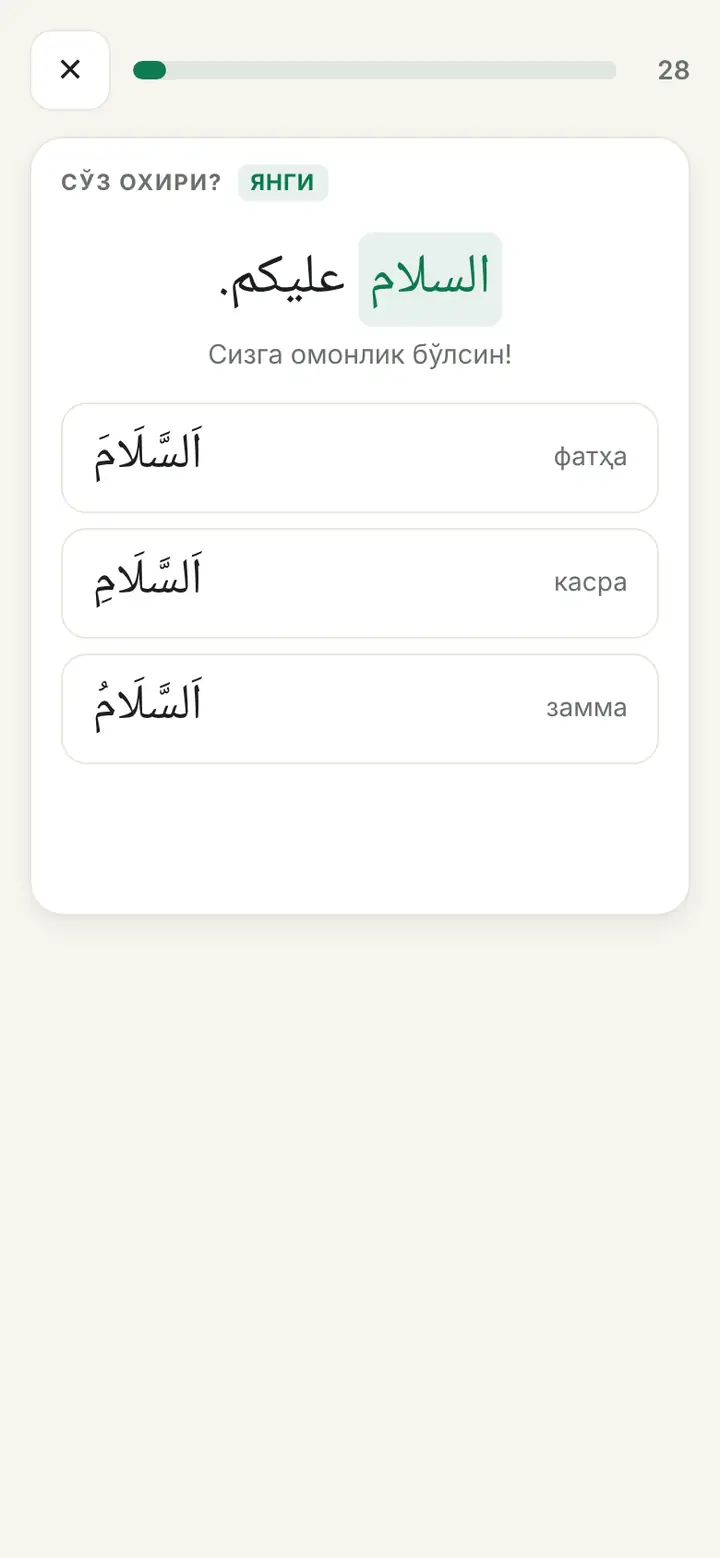 28
СЎЗ ОХИРИ? ЯНГИ
السلام عليكم.
Сизга омонлик бўлсин!
اَلسَّلَامَ фатҳа
اَلسَّلَامِ касра
اَلسَّلَامُ замма